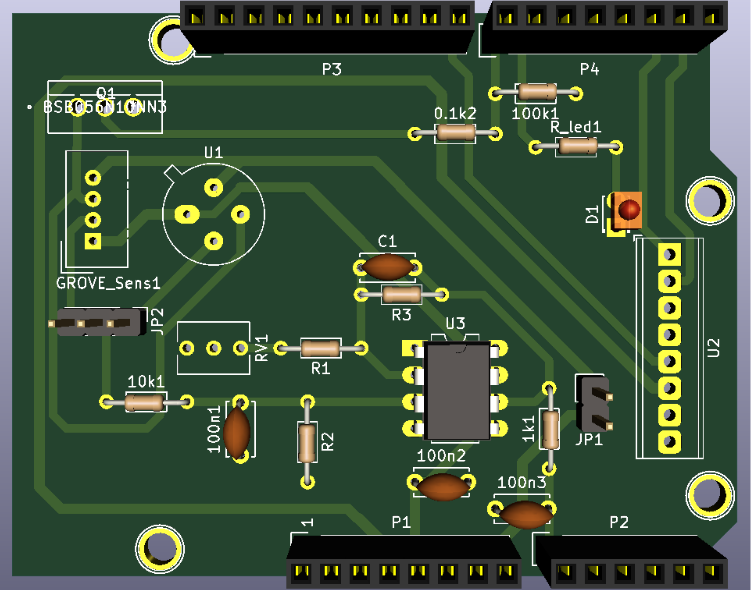 P3
P4
Q1
BSB056N10NN3
0.1k2
100k1
R_led1
U1
D1
C1
GROVE_Sens1
R3
JP2
U3
U2
RV1
R1
10k1
100n1
R2
1k1
JP1
100n2
100n3
1
P1
P2